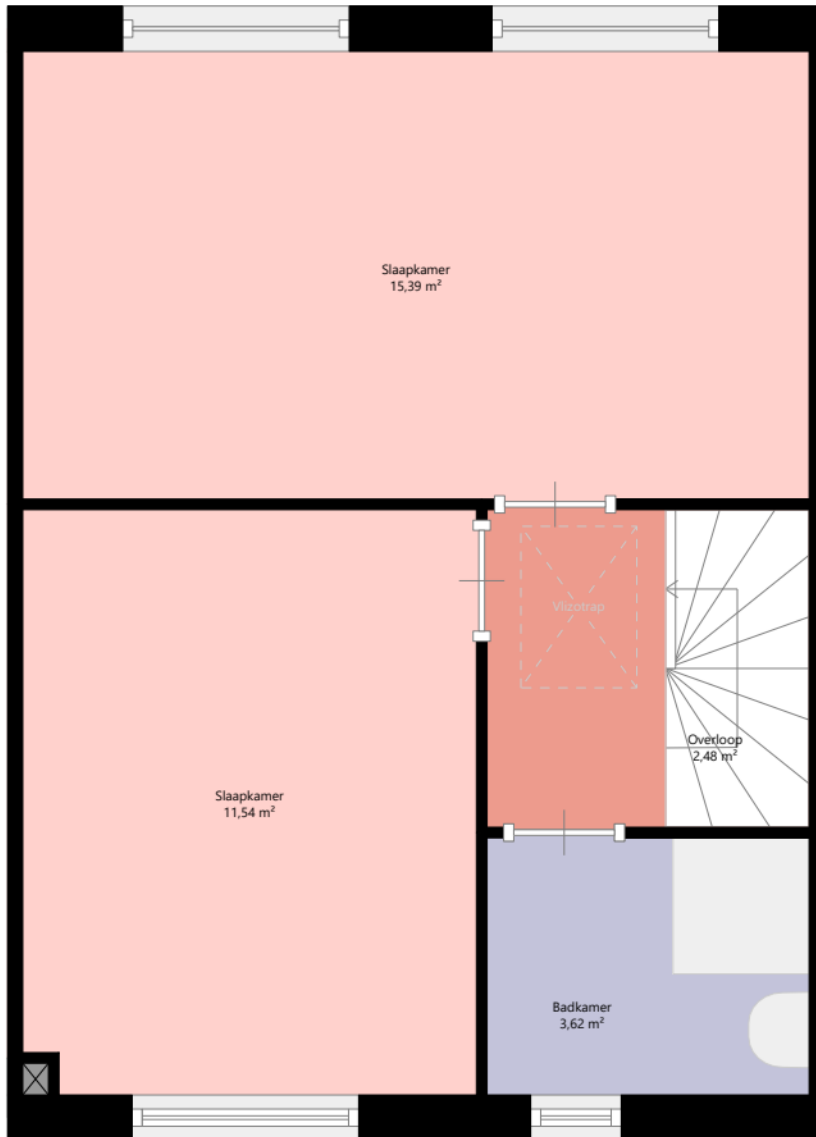 Slaapkamer
15,39 m²
Vlizotrap
Overloop
2,48 m²
Slaapkamer
11,54 m²
Badkamer
3,62 m²